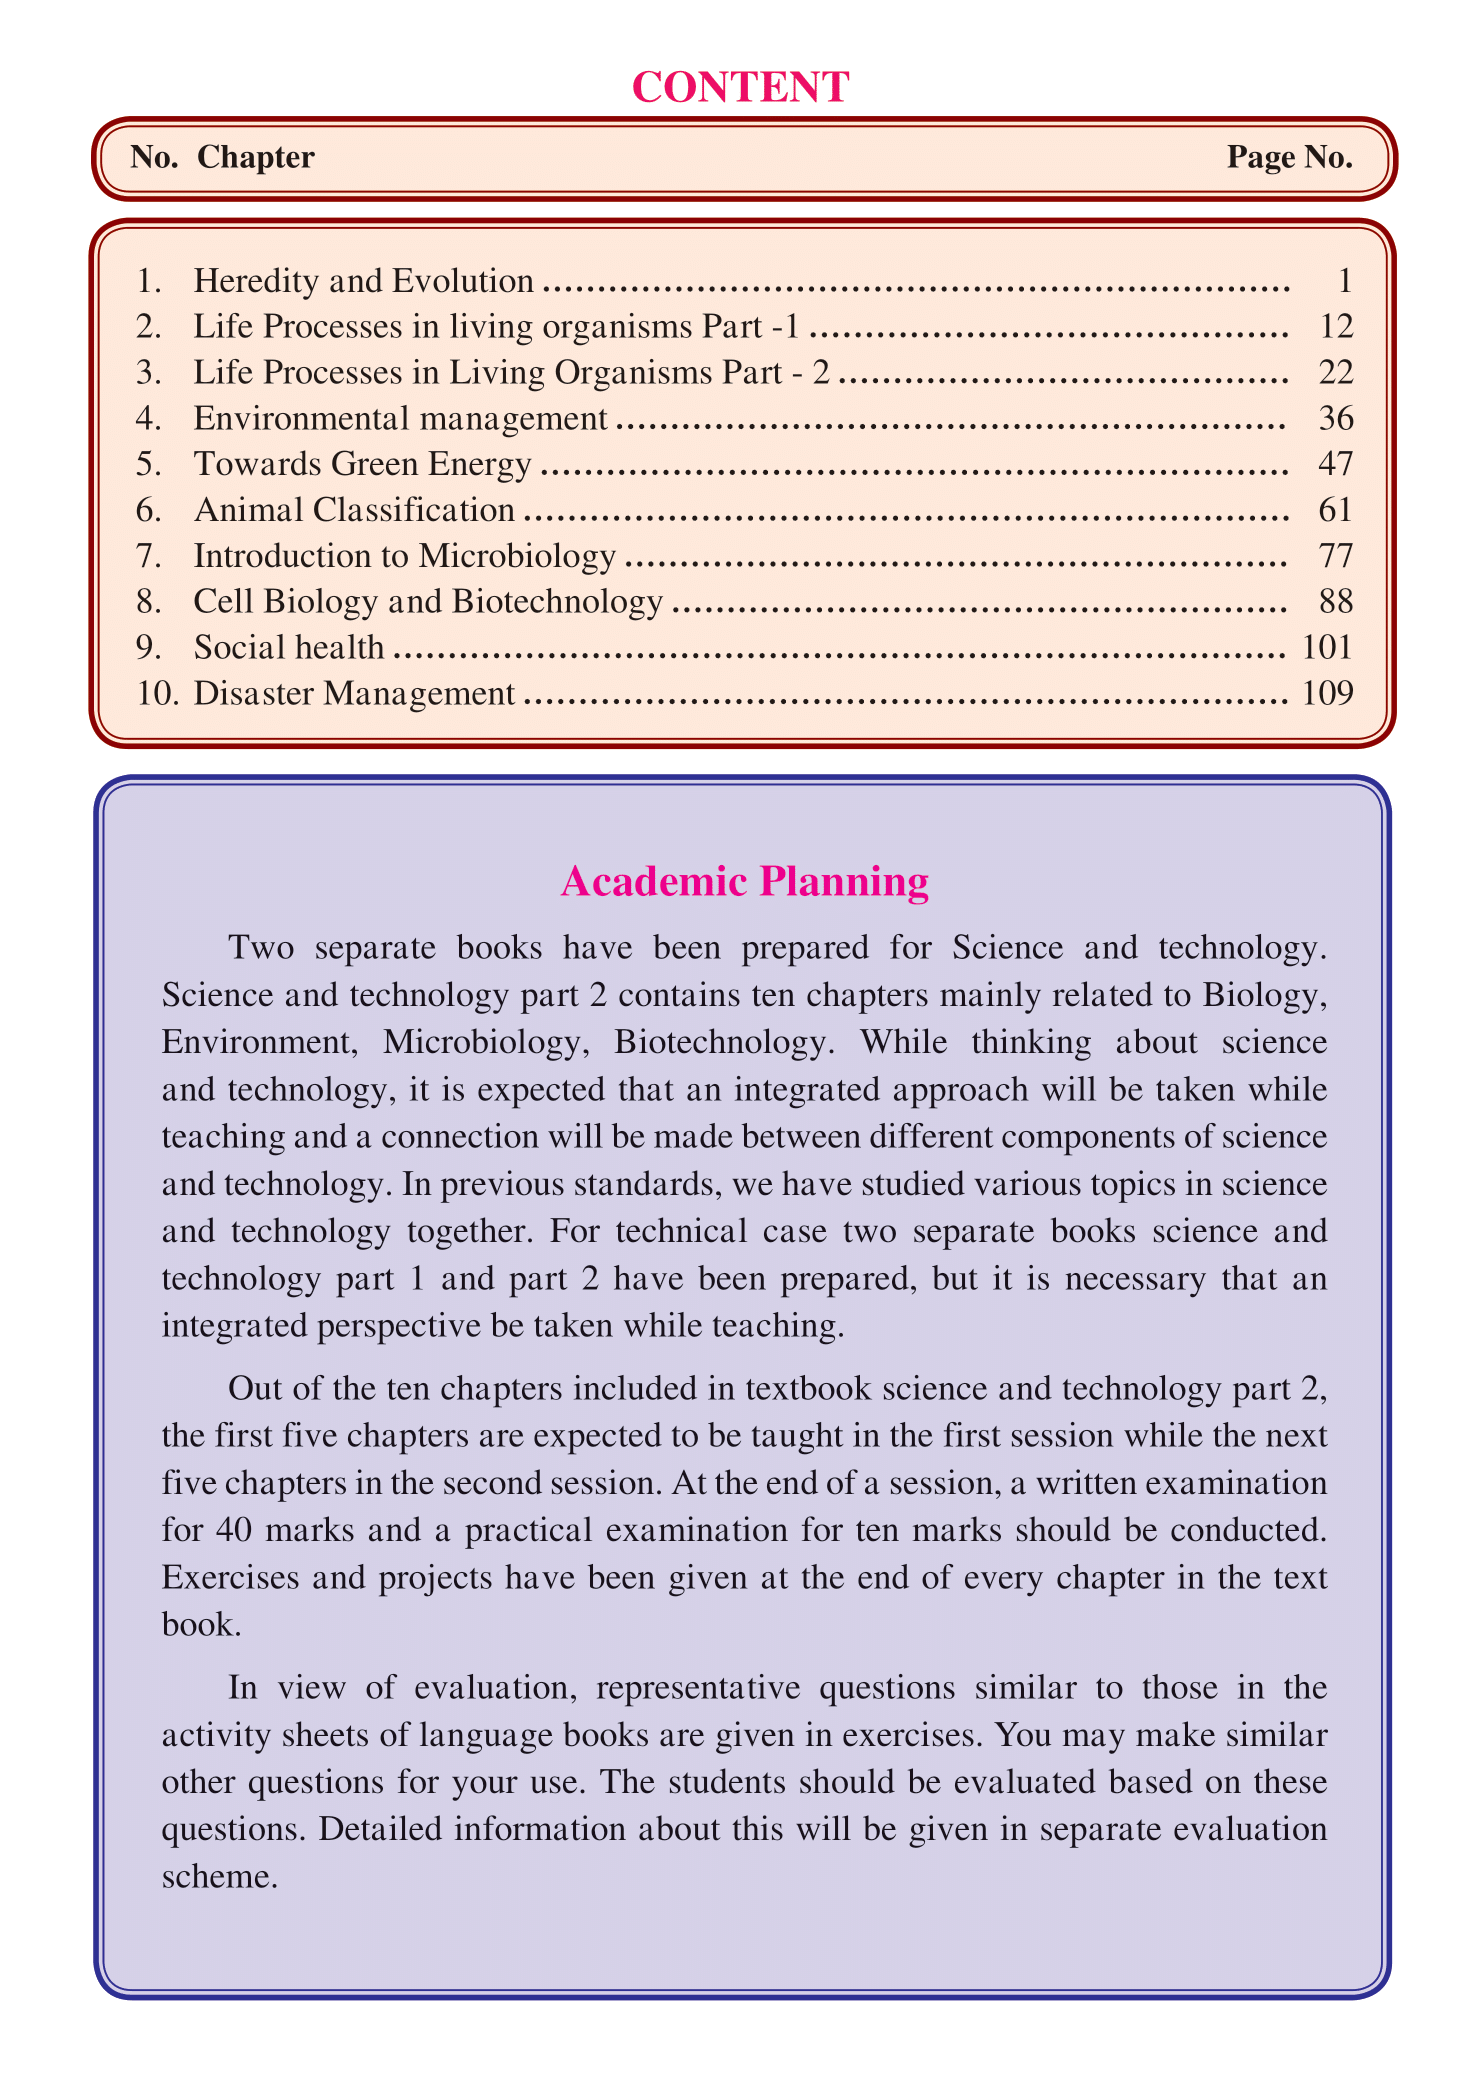 CONTENT
No. Chapter Page No.
1. Heredity and Evolution ........................................................................ 1
2. Life Processes in living organisms Part -1 .............................................. 12
3. Life Processes in Living Organisms Part - 2 ........................................... 22
4. Environmental management ................................................................ 36
5. Towards Green Energy ........................................................................ 47
6. Animal Classification .......................................................................... 61
7. Introduction to Microbiology ............................................................... 77
8. Cell Biology and Biotechnology ........................................................... 88
9. Social health ...................................................................................... 101
10. Disaster Management ......................................................................... 109
Academic Planning
Two separate books have been prepared for Science and technology.
Science and technology part 2 contains ten chapters mainly related to Biology,
Environment, Microbiology, Biotechnology. While thinking about science
and technology, it is expected that an integrated approach will be taken while
teaching and a connection will be made between different components of science
and technology. In previous standards, we have studied various topics in science
and technology together. For technical case two separate books science and
technology part 1 and part 2 have been prepared, but it is necessary that an
integrated perspective be taken while teaching.
Out of the ten chapters included in textbook science and technology part 2,
the first five chapters are expected to be taught in the first session while the next
five chapters in the second session. At the end of a session, a written examination
for 40 marks and a practical examination for ten marks should be conducted.
Exercises and projects have been given at the end of every chapter in the text
book.
In view of evaluation, representative questions similar to those in the
activity sheets of language books are given in exercises. You may make similar
other questions for your use. The students should be evaluated based on these
questions. Detailed information about this will be given in separate evaluation
scheme.